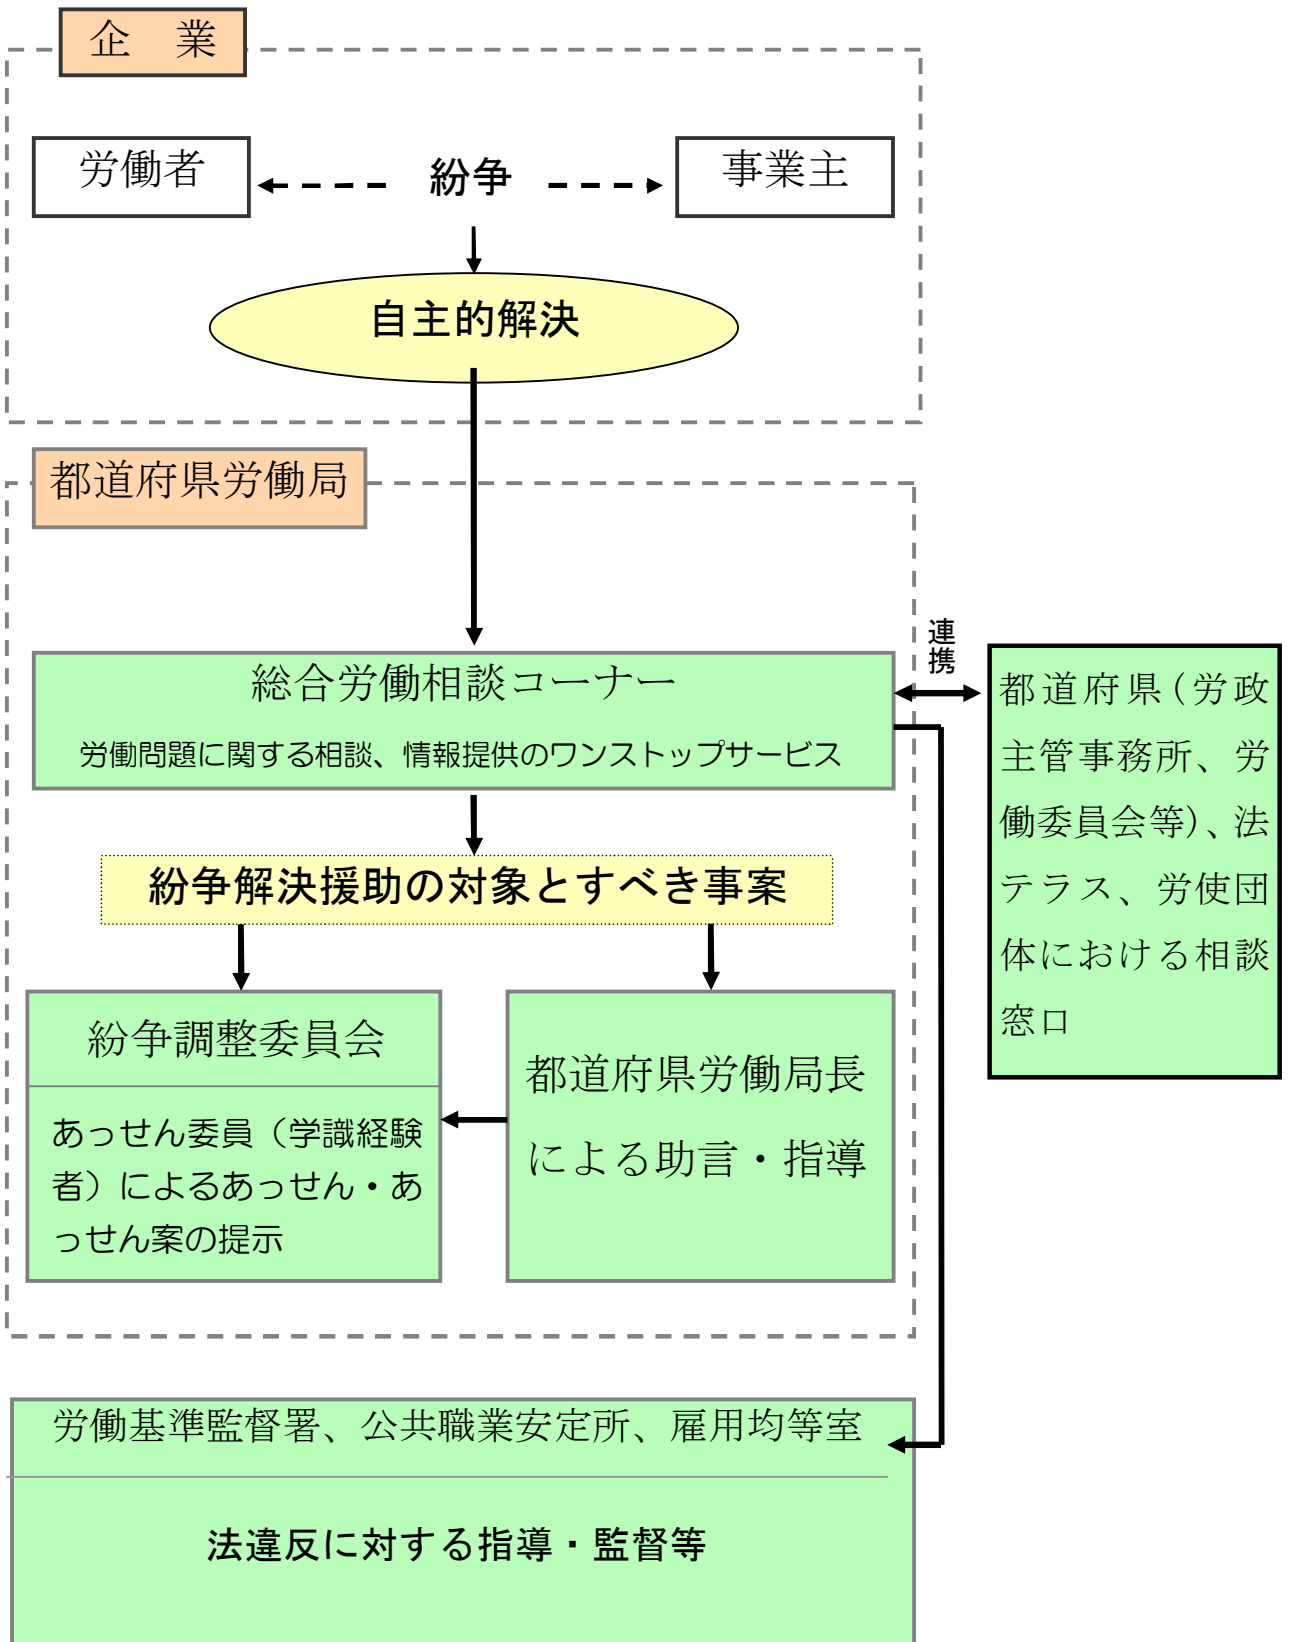 企　業
労働者
紛争
事業主
自主的解決
都道府県労働局
総合労働相談コーナー
労働問題に関する相談、情報提供のワンストップサービス
連携
都道府県（労政
主管事務所、労
働委員会等）、法
テラス、労使団
体における相談
窓口
紛争解決援助の対象とすべき事案
紛争調整委員会
あっせん委員（学識経験
者）によるあっせん・あ
っせん案の提示
都道府県労働局長
による助言・指導
労働基準監督署、公共職業安定所、雇用均等室
法違反に対する指導・監督等